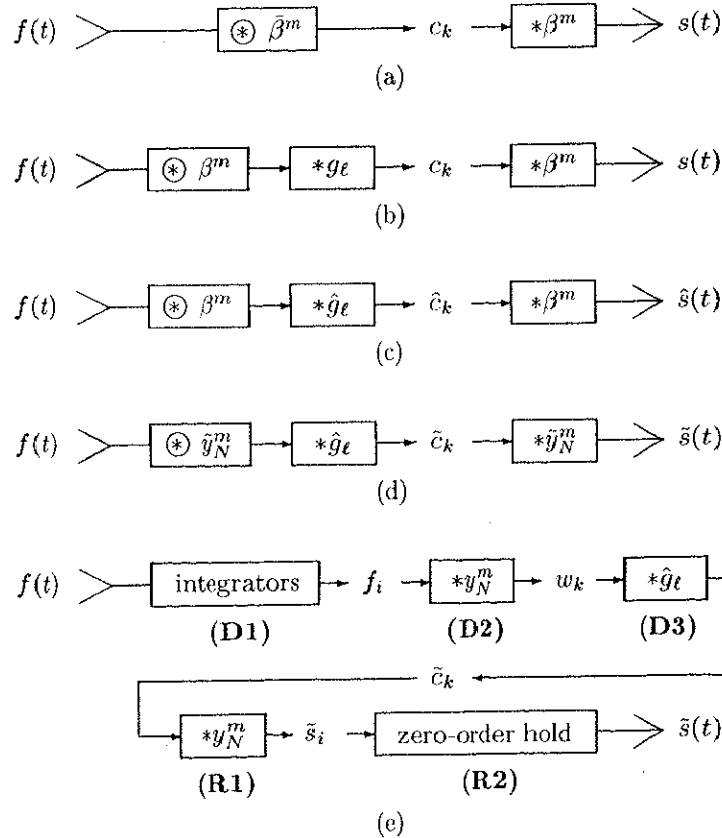 f(t) ⊛ β̄^m c_k *β^m s(t)
(a)
f(t) ⊛ β^m *g_ℓ c_k *β^m s(t)
(b)
f(t) ⊛ β^m *ĝ_ℓ ĉ_k *β^m ŝ(t)
(c)
f(t) ⊛ ỹ_N^m *ĝ_ℓ c̃_k *ỹ_N^m s̃(t)
(d)
f(t) integrators f_i *y_N^m w_k *ĝ_ℓ
(D1) (D2) (D3)
c̃_k
*y_N^m s̃_i zero-order hold s̃(t)
(R1) (R2)
(e)